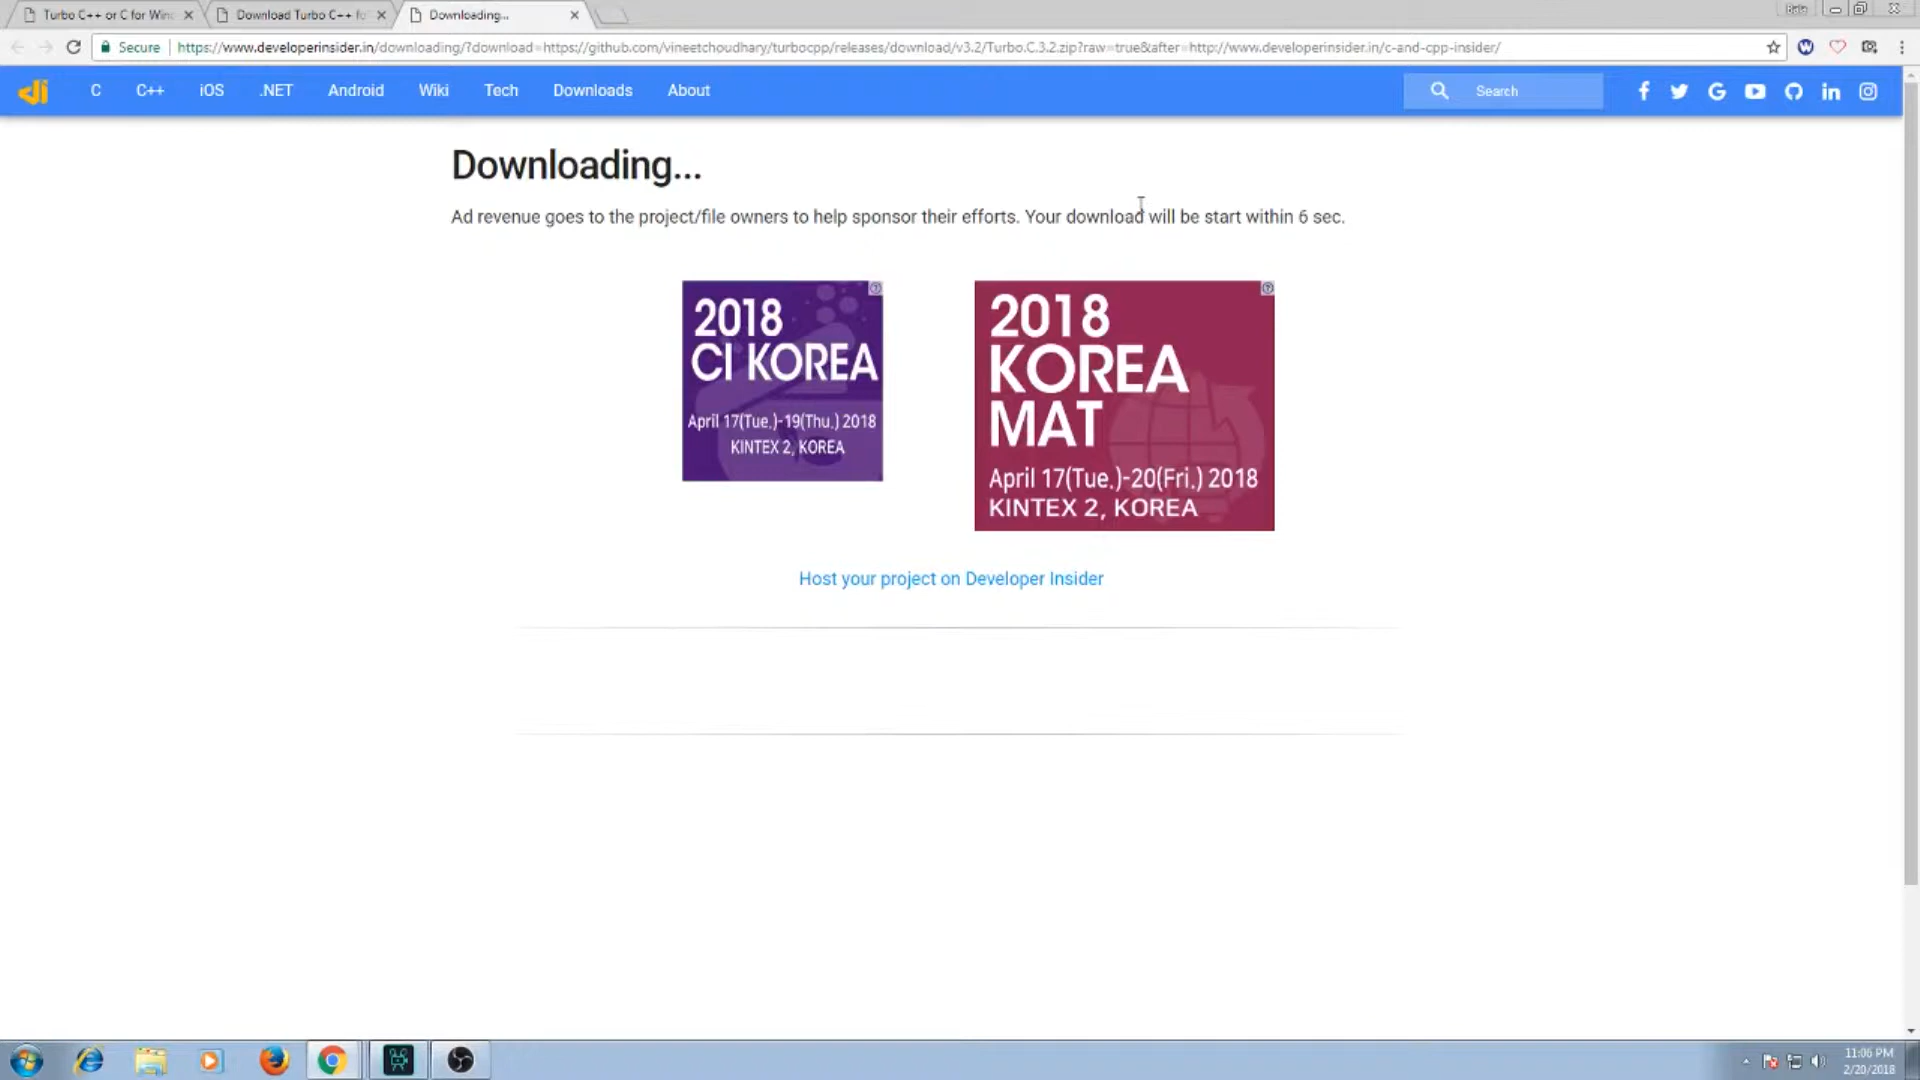 Turbo C++ or C for Win
Download Turbo C++ fo
Downloading...
Secure
https://www.developerinsider.in/downloading/?download=https://github.com/vineetchoudhary/turbocpp/releases/download/v3.2/Turbo.C.3.2.zip?raw=true&after=http://www.developerinsider.in/c-and-cpp-insider/
C
C++
iOS
.NET
Android
Wiki
Tech
Downloads
About
Search
Downloading...
Ad revenue goes to the project/file owners to help sponsor their efforts. Your download will be start within 6 sec.
2018
CI KOREA
April 17(Tue.)-19(Thu.) 2018
KINTEX 2, KOREA
2018
KOREA
MAT
April 17(Tue.)-20(Fri.) 2018
KINTEX 2, KOREA
Host your project on Developer Insider
11:06 PM
2/20/2018